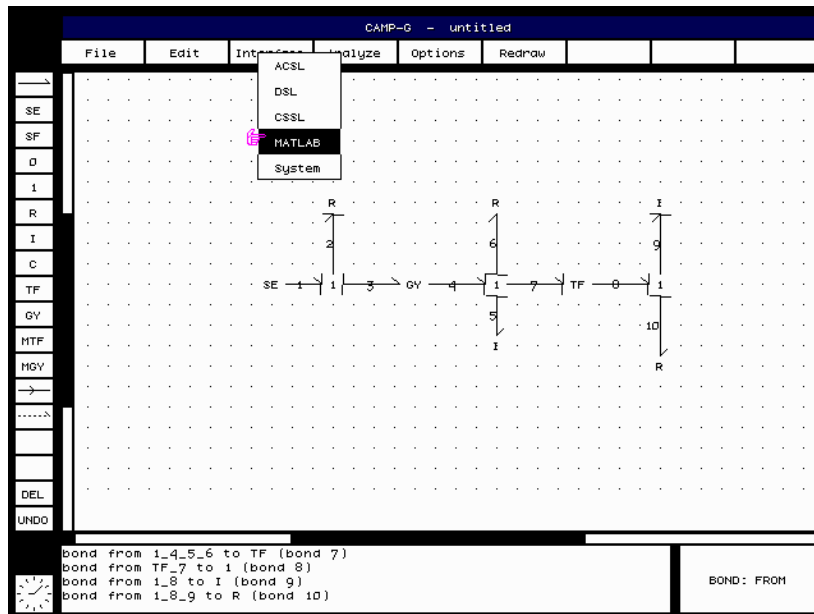 CAMP-G - untitled
File Edit Interface Analyze Options Redraw
ACSL
DSL
CSSL
MATLAB
System
SE
SF
0
1
R
I
C
TF
GY
MTF
MGY
DEL
UNDO
R R I
2 6 9
SE 1 1 3 GY 4 1 7 TF 8 1
5 10
I R
bond from 1_4_5_6 to TF (bond 7)
bond from TF_7 to 1 (bond 8)
bond from 1_8 to I (bond 9)
bond from 1_8_9 to R (bond 10)
BOND: FROM